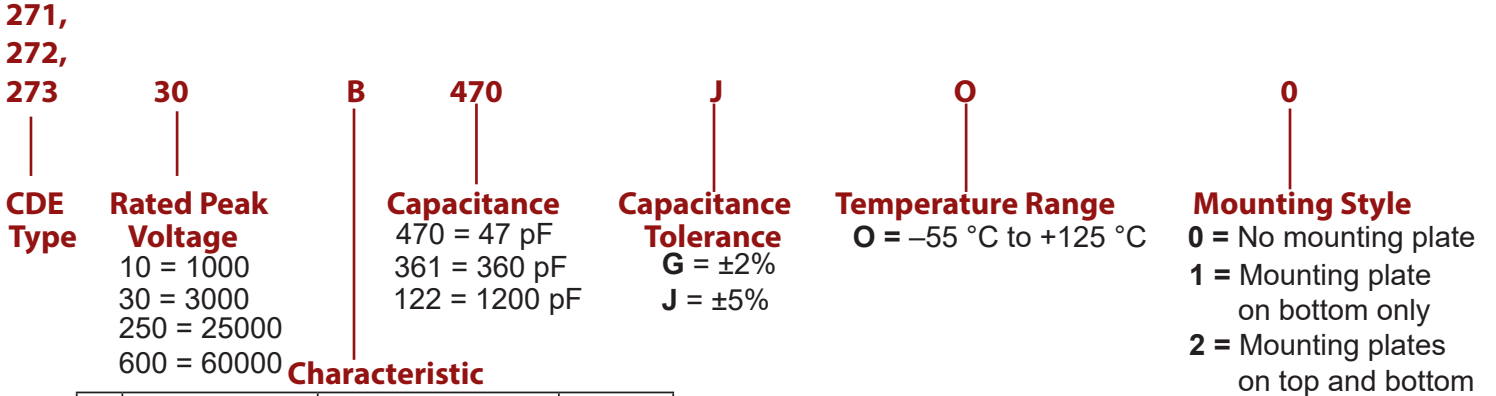 271,
272,
273 30 B 470 J O 0
CDE Type
Rated Peak Voltage
10 = 1000
30 = 3000
250 = 25000
600 = 60000
Characteristic
Capacitance
470 = 47 pF
361 = 360 pF
122 = 1200 pF
Capacitance Tolerance
G = ±2%
J = ±5%
Temperature Range
O = –55 °C to +125 °C
Mounting Style
0 = No mounting plate
1 = Mounting plate
on bottom only
2 = Mounting plates
on top and bottom